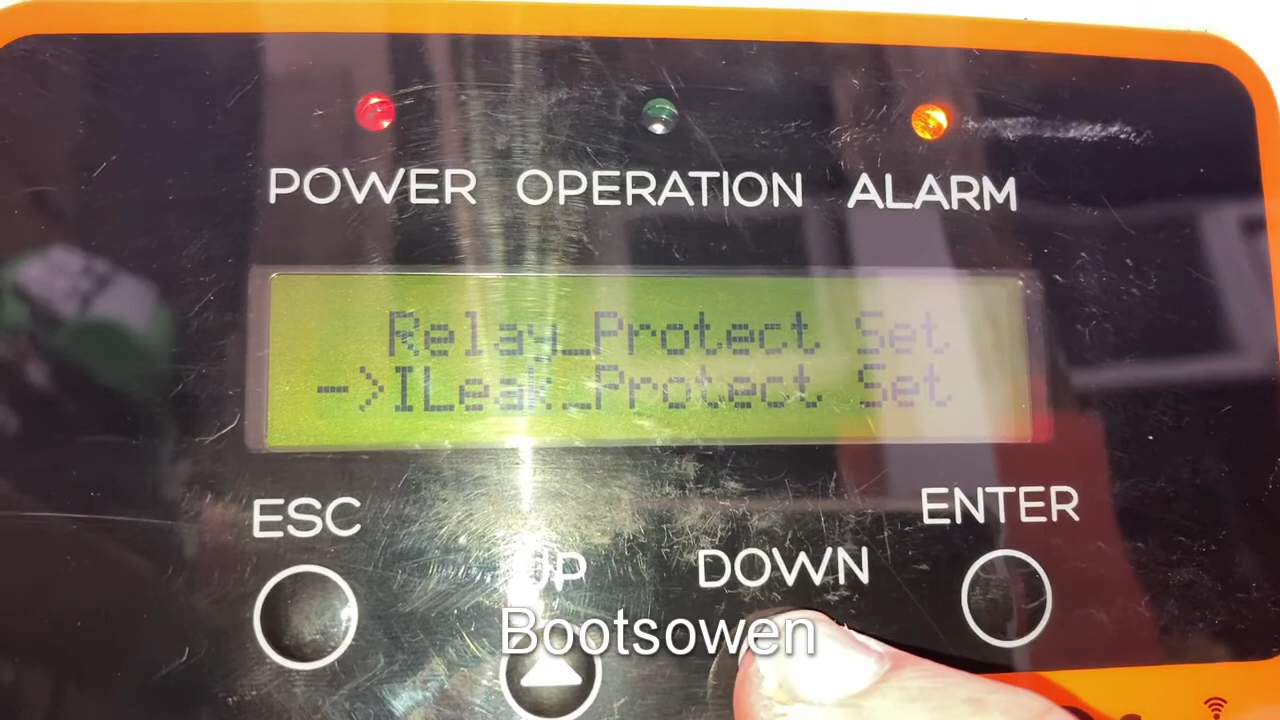 POWER OPERATION ALARM
Relay_Protect Set
->ILeak_Protect Set
ESC
UP
DOWN
ENTER
Bootsowen